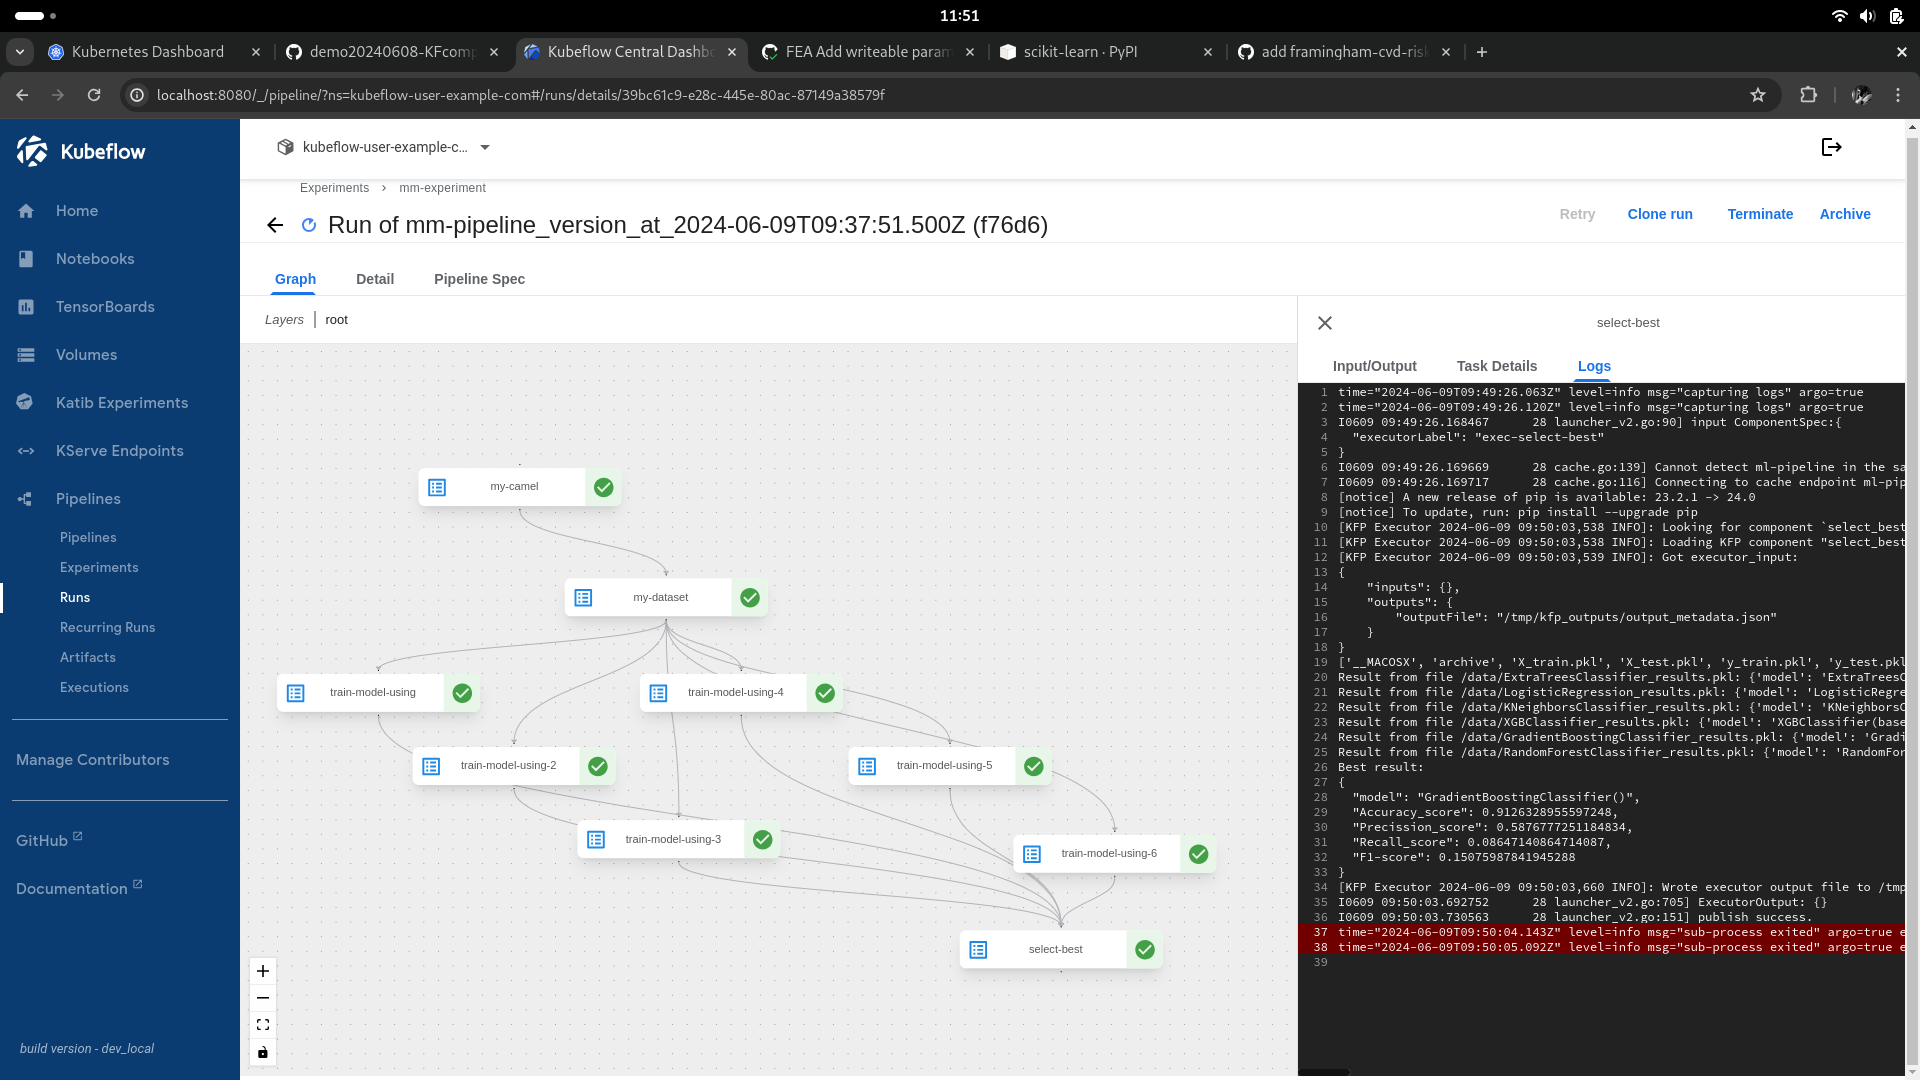 11:51
Kubernetes Dashboard
demo20240608-KFcomp
Kubeflow Central Dashbo
FEA Add writeable param
scikit-learn · PyPI
add framingham-cvd-risk
localhost:8080/_/pipeline/?ns=kubeflow-user-example-com#/runs/details/39bc61c9-e28c-445e-80ac-87149a38579f
Kubeflow
Home
Notebooks
TensorBoards
Volumes
Katib Experiments
KServe Endpoints
Pipelines
Pipelines
Experiments
Runs
Recurring Runs
Artifacts
Executions
Manage Contributors
GitHub
Documentation
build version - dev_local
kubeflow-user-example-c...
Experiments > mm-experiment
Run of mm-pipeline_version_at_2024-06-09T09:37:51.500Z (f76d6)
Retry
Clone run
Terminate
Archive
Graph
Detail
Pipeline Spec
Layers | root
my-camel
my-dataset
train-model-using
train-model-using-4
train-model-using-2
train-model-using-5
train-model-using-3
train-model-using-6
select-best
select-best
Input/Output
Task Details
Logs
1 time="2024-06-09T09:49:26.063Z" level=info msg="capturing logs" argo=true
2 time="2024-06-09T09:49:26.120Z" level=info msg="capturing logs" argo=true
3 I0609 09:49:26.168467      28 launcher_v2.go:90] input ComponentSpec:{
4   "executorLabel": "exec-select-best"
5 }
6 I0609 09:49:26.169669      28 cache.go:139] Cannot detect ml-pipeline in the sa
7 I0609 09:49:26.169717      28 cache.go:116] Connecting to cache endpoint ml-pip
8 [notice] A new release of pip is available: 23.2.1 -> 24.0
9 [notice] To update, run: pip install --upgrade pip
10 [KFP Executor 2024-06-09 09:50:03,538 INFO]: Looking for component `select_best
11 [KFP Executor 2024-06-09 09:50:03,538 INFO]: Loading KFP component "select_best
12 [KFP Executor 2024-06-09 09:50:03,539 INFO]: Got executor_input:
13 {
14     "inputs": {},
15     "outputs": {
16         "outputFile": "/tmp/kfp_outputs/output_metadata.json"
17     }
18 }
19 ['__MACOSX', 'archive', 'X_train.pkl', 'X_test.pkl', 'y_train.pkl', 'y_test.pkl
20 Result from file /data/ExtraTreesClassifier_results.pkl: {'model': 'ExtraTreesC
21 Result from file /data/LogisticRegression_results.pkl: {'model': 'LogisticRegre
22 Result from file /data/KNeighborsClassifier_results.pkl: {'model': 'KNeighborsC
23 Result from file /data/XGBClassifier_results.pkl: {'model': 'XGBClassifier(base
24 Result from file /data/GradientBoostingClassifier_results.pkl: {'model': 'Gradi
25 Result from file /data/RandomForestClassifier_results.pkl: {'model': 'RandomFor
26 Best result:
27 {
28   "model": "GradientBoostingClassifier()",
29   "Accuracy_score": 0.9126328955597248,
30   "Precission_score": 0.5876777251184834,
31   "Recall_score": 0.08647140864714087,
32   "F1-score": 0.15075987841945288
33 }
34 [KFP Executor 2024-06-09 09:50:03,660 INFO]: Wrote executor output file to /tmp
35 I0609 09:50:03.692752      28 launcher_v2.go:705] ExecutorOutput: {}
36 I0609 09:50:03.730563      28 launcher_v2.go:151] publish success.
37 time="2024-06-09T09:50:04.143Z" level=info msg="sub-process exited" argo=true e
38 time="2024-06-09T09:50:05.092Z" level=info msg="sub-process exited" argo=true e
39